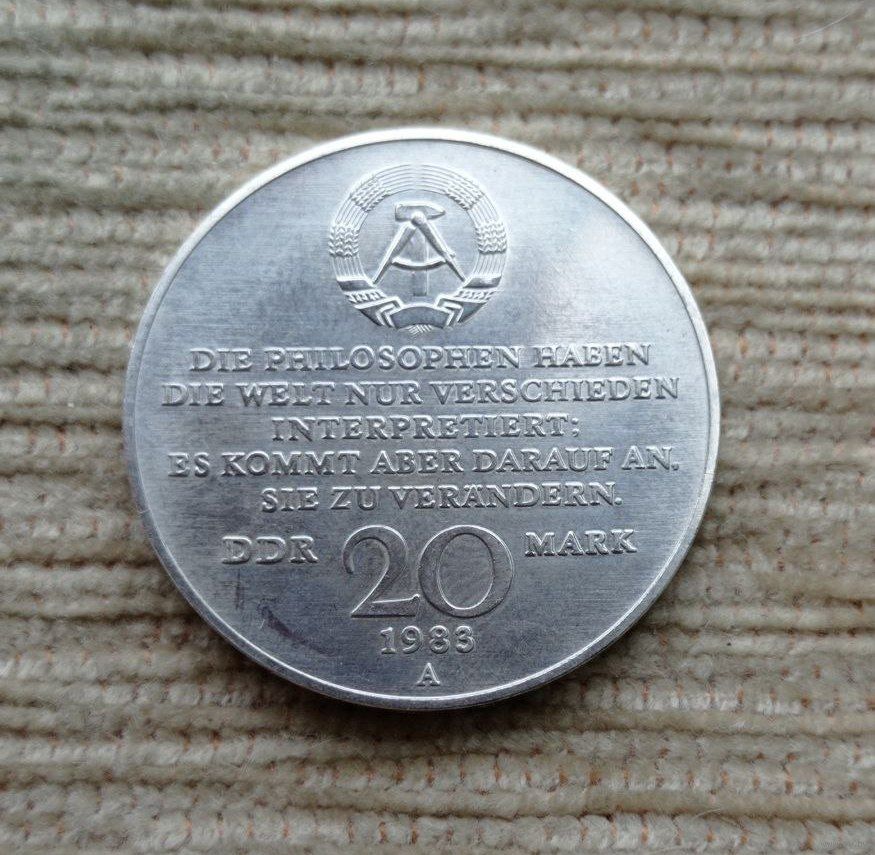 DIE PHILOSOPHEN HABEN
DIE WELT NUR VERSCHIEDEN
INTERPRETIERT;
ES KOMMT ABER DARAUF AN,
SIE ZU VERÄNDERN.
DDR 20 MARK
1983
A